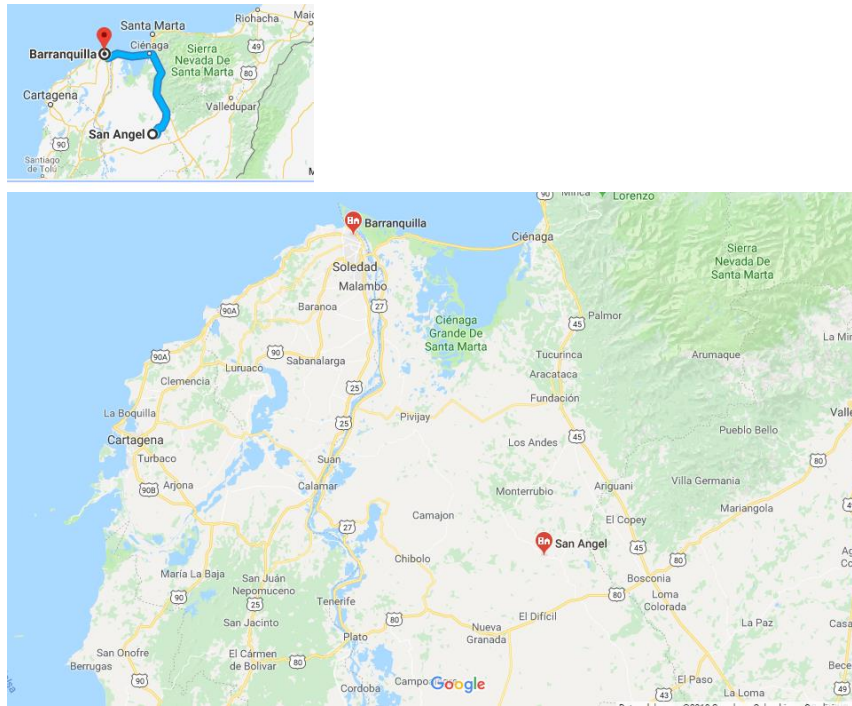 Riohacha
Santa Marta
Barranquilla
Ciénaga
Sierra
Nevada De
Santa Marta
49
80
Cartagena
Valledupar
San Angel
90
Santiago
de Tolú
90
Lorenzo
Barranquilla
Ciénaga
Soledad
Sierra
Nevada De
Santa Marta
Malambo
27
Baranoa
90A
Ciénaga
Grande De
Santa Marta
45
Palmor
90A
90
Sabanalarga
Luruaco
Tucurinca
Arumaque
Aracataca
Clemencia
25
Fundación
La Boquilla
25
Pivijay
Cartagena
Los Andes
45
Pueblo Bello
Turbaco
Suan
80
90B
Arjona
Calamar
Monterrubio
Ariguani
Villa Germania
Mariangola
27
Camajon
El Copey
San Angel
45
Chibolo
80
María La Baja
San Juán
Nepomuceno
Bosconia
90
25
Tenerife
80
Loma
Colorada
San Jacinto
80
El Difícil
La Paz
Plato
Nueva
Granada
San Onofre
Berrugas
El Cármen
de Bolivar
80
90
El Paso
Cordoba
Google
43
La Loma